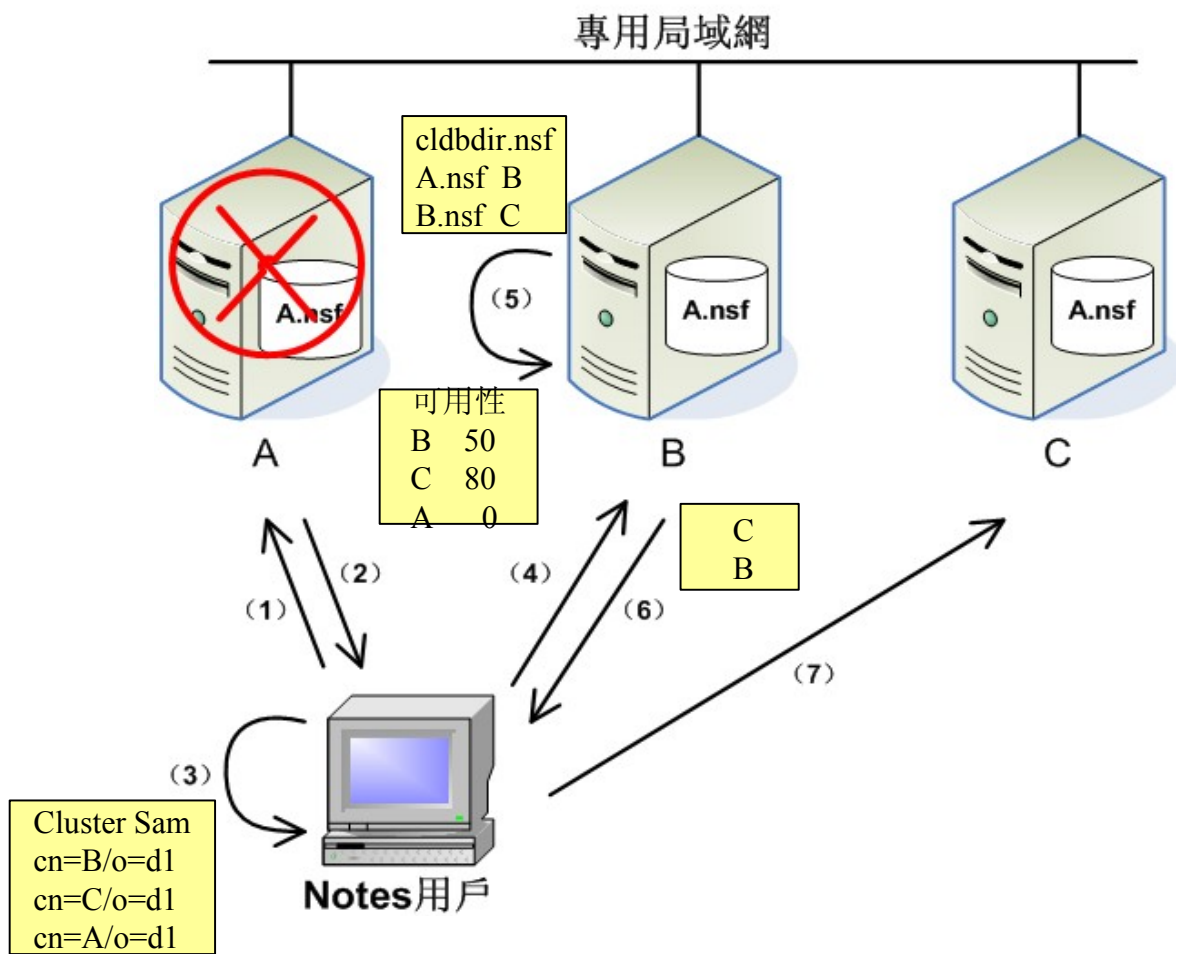 專用局域網
cldbdir.nsf
A.nsf B
B.nsf C
A.nsf
(5)
A.nsf
A.nsf
可用性
B 50
C 80
A 0
A
B
C
C
B
(1)
(2)
(4)
(6)
(7)
(3)
Cluster Sam
cn=B/o=d1
cn=C/o=d1
cn=A/o=d1
Notes用戶